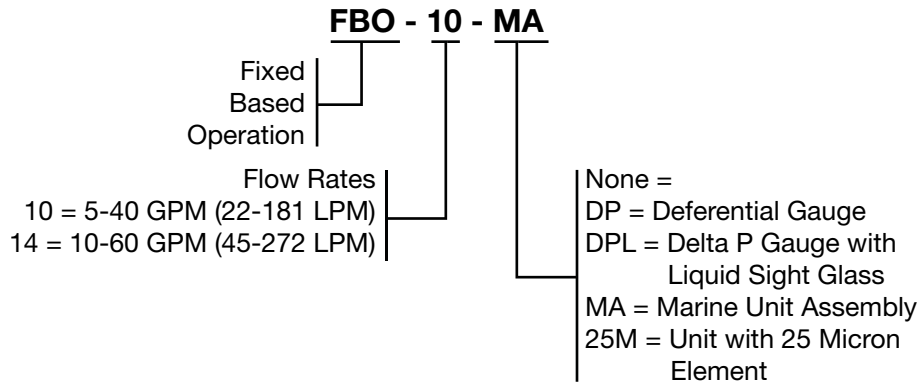 FBO - 10 - MA
Fixed
Based
Operation
Flow Rates
10 = 5-40 GPM (22-181 LPM)
14 = 10-60 GPM (45-272 LPM)
None =
DP = Deferential Gauge
DPL = Delta P Gauge with
Liquid Sight Glass
MA = Marine Unit Assembly
25M = Unit with 25 Micron
Element